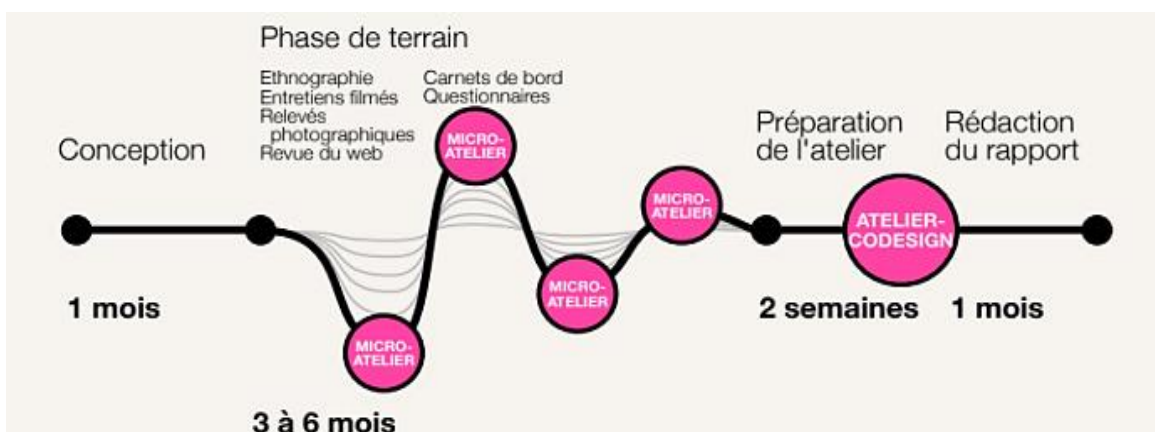 Phase de terrain
Ethnographie
Entretiens filmés
Relevés
photographiques
Revue du web
Carnets de bord
Questionnaires
Conception
MICRO-
ATELIER
MICRO-
ATELIER
MICRO-
ATELIER
MICRO-
ATELIER
Préparation
de l'atelier
Rédaction
du rapport
ATELIER-
CODESIGN
1 mois
3 à 6 mois
2 semaines
1 mois